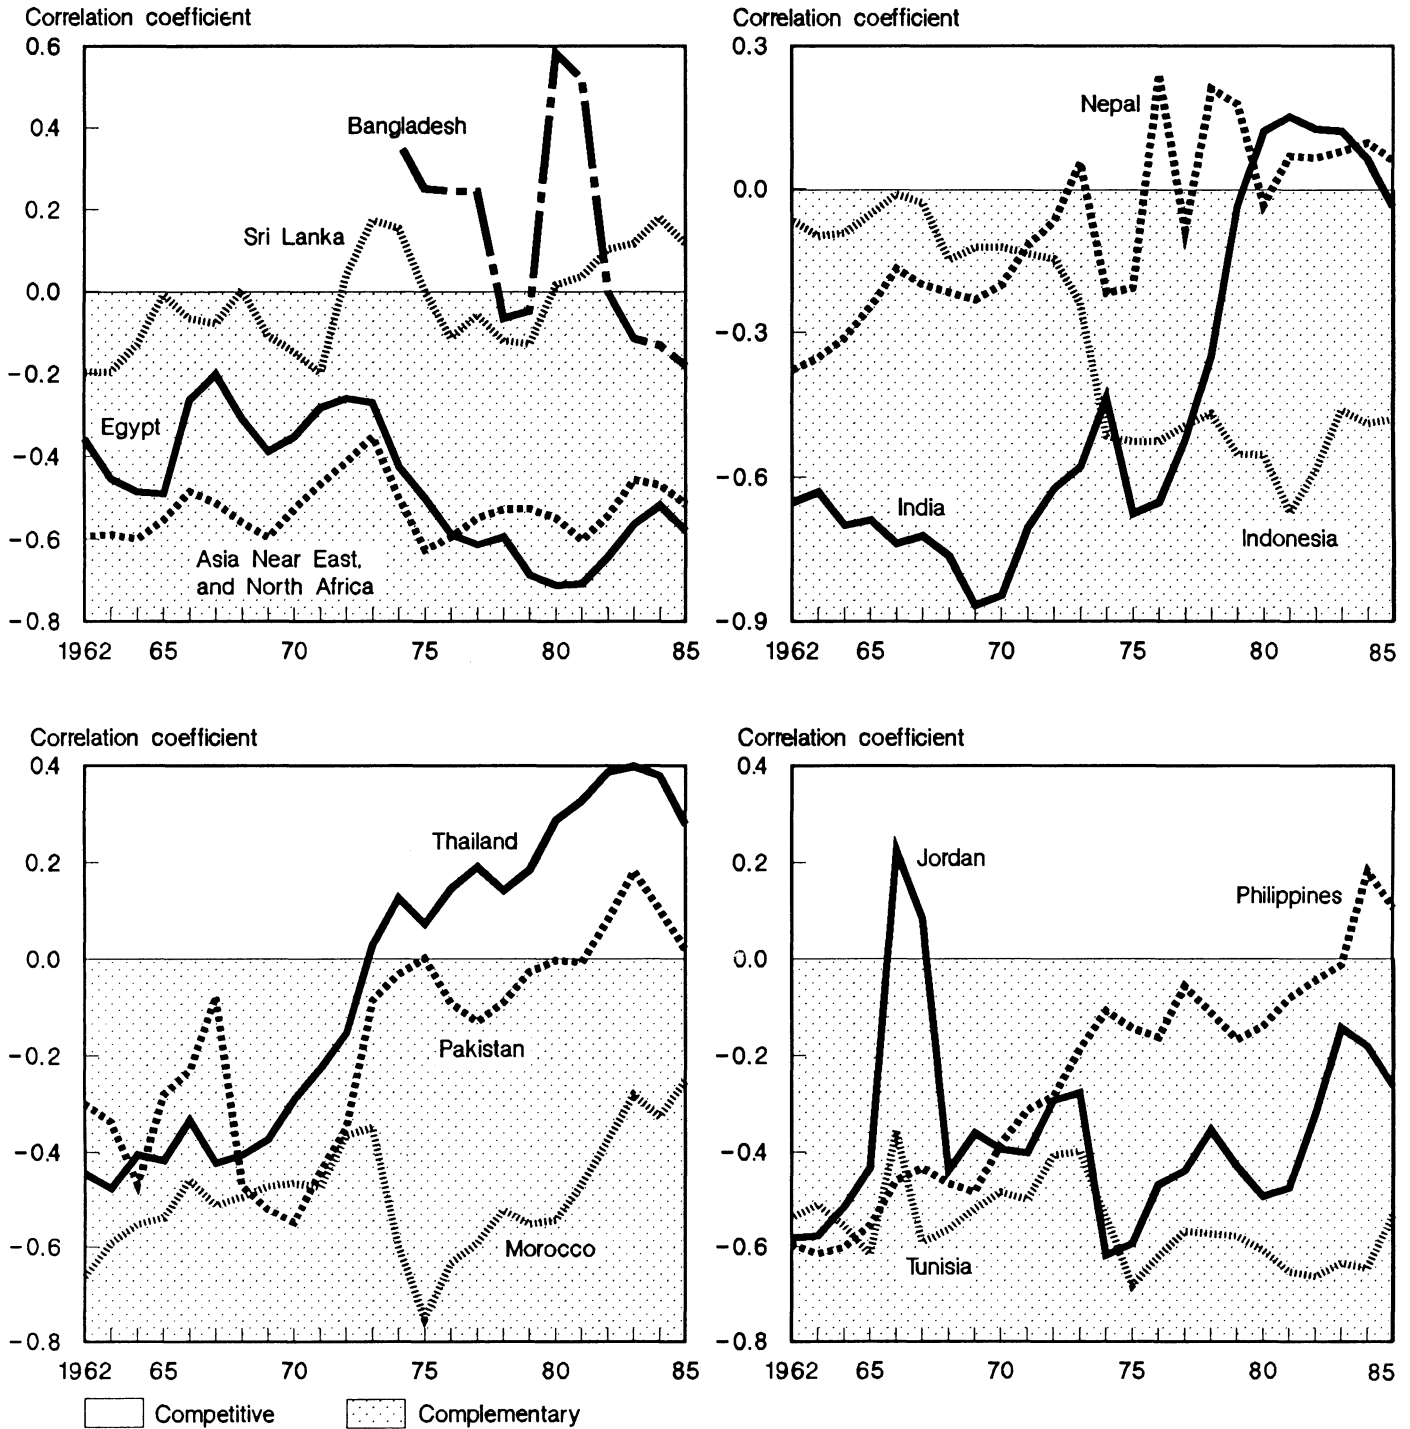 Correlation coefficient
0.6
0.4
0.2
0.0
-0.2
-0.4
-0.6
-0.8
Bangladesh
Sri Lanka
Egypt
Asia Near East,
and North Africa
1962 65 70 75 80 85
Correlation coefficient
0.3
0.0
-0.3
-0.6
-0.9
Nepal
India
Indonesia
1962 65 70 75 80 85
Correlation coefficient
0.4
0.2
0.0
-0.2
-0.4
-0.6
-0.8
Thailand
Pakistan
Morocco
1962 65 70 75 80 85
Correlation coefficient
0.4
0.2
0.0
-0.2
-0.4
-0.6
-0.8
Jordan
Philippines
Tunisia
1962 65 70 75 80 85
Competitive Complementary